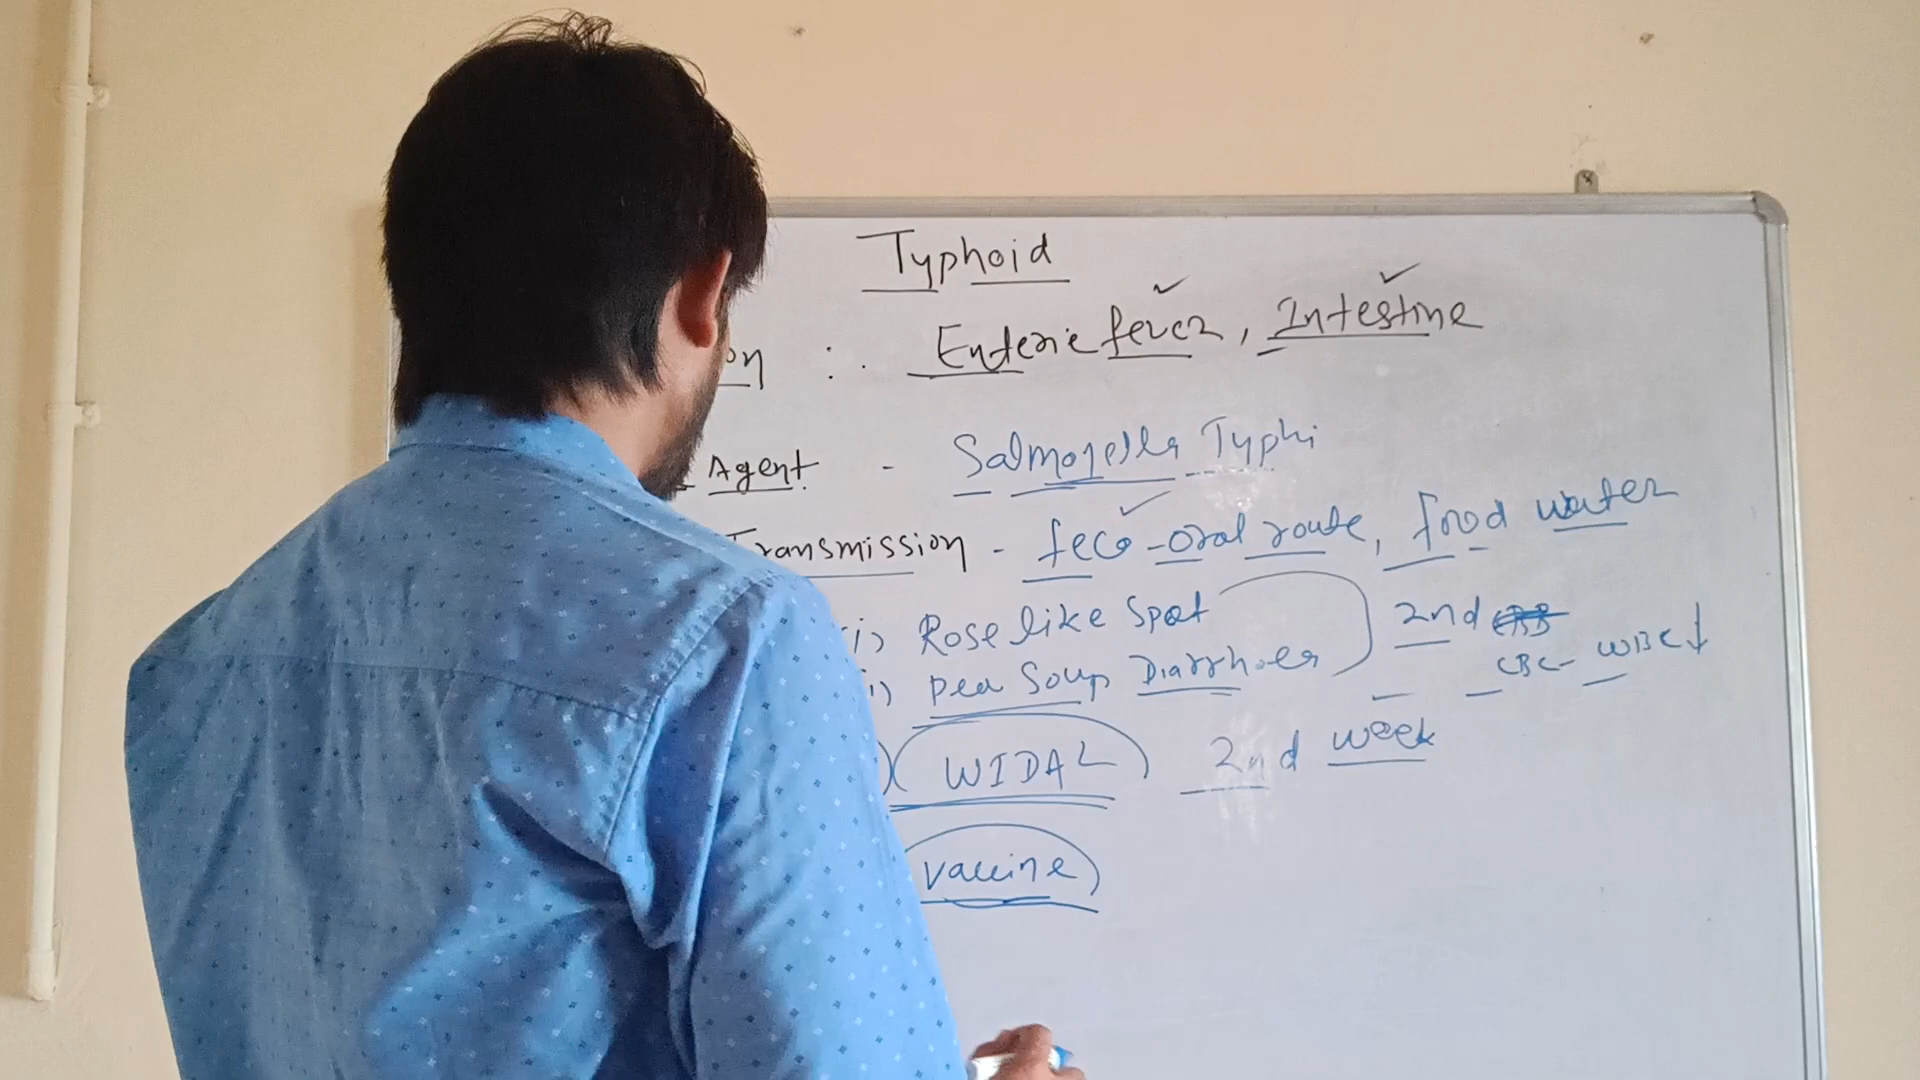 Typhoid
on : Enteric fever, Intestine
Agent - Salmonella Typhi
Transmission - feco-oral route, food water
i) Rose like Spot 2nd
CBC- WBC↓
i) pea Soup Diarrhoea
) WIDAL 2nd week
vaccine